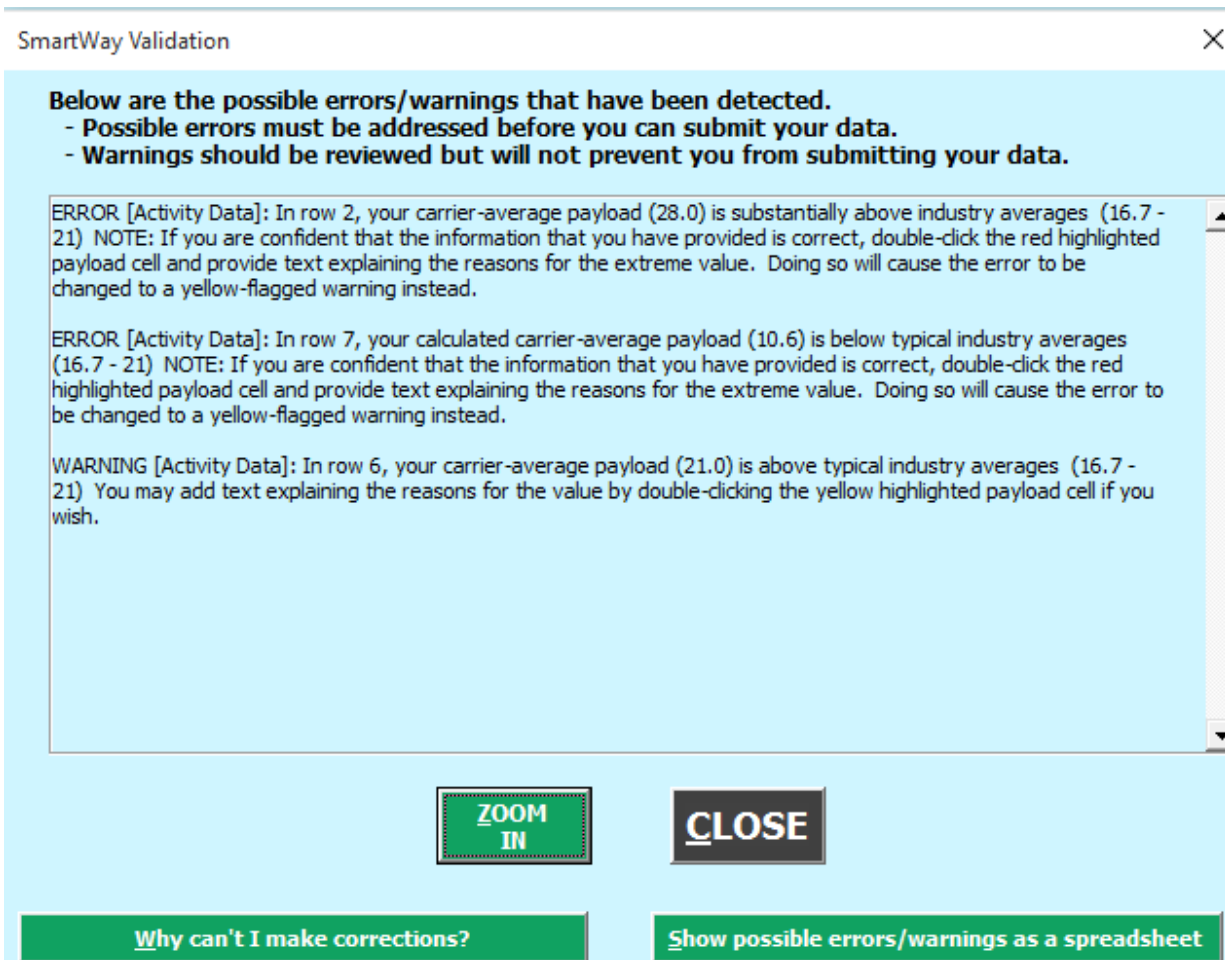 SmartWay Validation
Below are the possible errors/warnings that have been detected.
- Possible errors must be addressed before you can submit your data.
- Warnings should be reviewed but will not prevent you from submitting your data.
ERROR [Activity Data]: In row 2, your carrier-average payload (28.0) is substantially above industry averages  (16.7 -
21)  NOTE: If you are confident that the information that you have provided is correct, double-click the red highlighted
payload cell and provide text explaining the reasons for the extreme value.  Doing so will cause the error to be
changed to a yellow-flagged warning instead.
ERROR [Activity Data]: In row 7, your calculated carrier-average payload (10.6) is below typical industry averages
(16.7 - 21)  NOTE: If you are confident that the information that you have provided is correct, double-click the red
highlighted payload cell and provide text explaining the reasons for the extreme value.  Doing so will cause the error to
be changed to a yellow-flagged warning instead.
WARNING [Activity Data]: In row 6, your carrier-average payload (21.0) is above typical industry averages  (16.7 -
21)  You may add text explaining the reasons for the value by double-clicking the yellow highlighted payload cell if you
wish.
ZOOM
IN
CLOSE
Why can't I make corrections?
Show possible errors/warnings as a spreadsheet